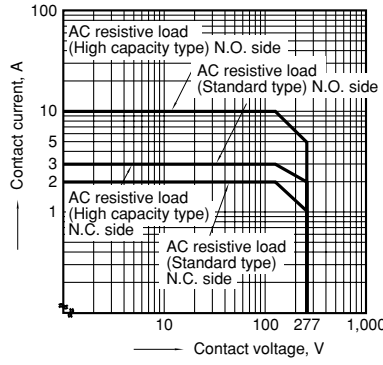 100
AC resistive load
(High capacity type) N.O. side
AC resistive load
(Standard type) N.O. side
10
5
3
2
1
Contact current, A
AC resistive load
(High capacity type)
N.C. side
AC resistive load
(Standard type)
N.C. side
10
100
277
1,000
Contact voltage, V